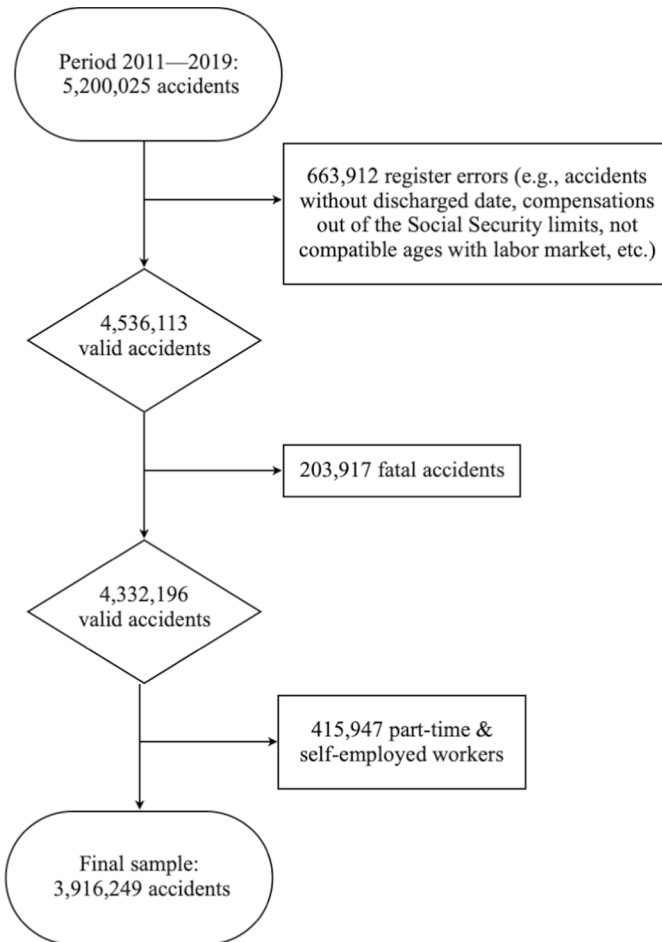 Period 2011—2019:
5,200,025 accidents
663,912 register errors (e.g., accidents
without discharged date, compensations
out of the Social Security limits, not
compatible ages with labor market, etc.)
4,536,113
valid accidents
203,917 fatal accidents
4,332,196
valid accidents
415,947 part-time &
self-employed workers
Final sample:
3,916,249 accidents